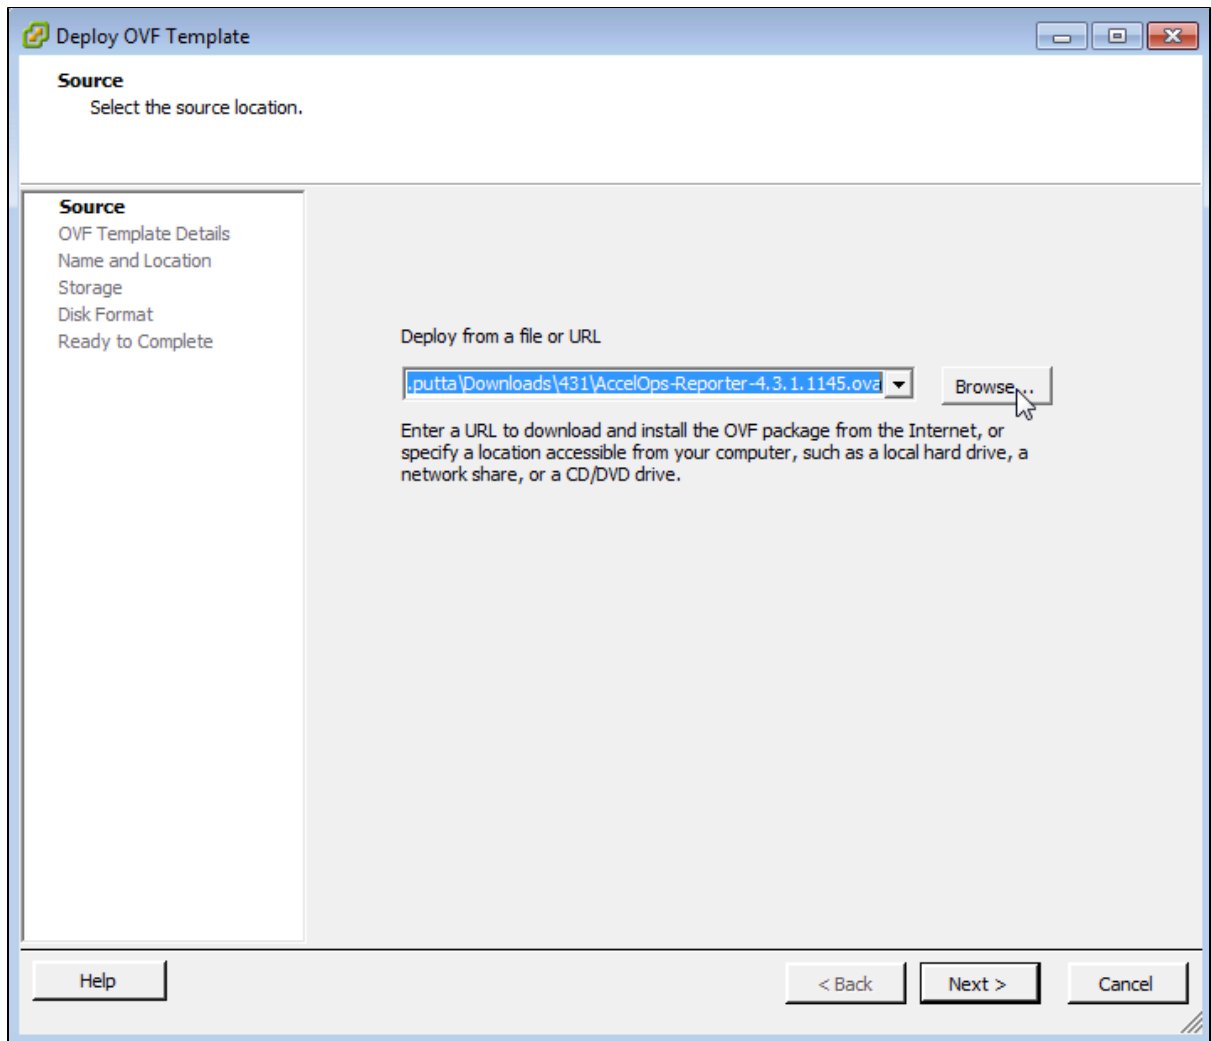 Deploy OVF Template
Source
Select the source location.
Source
OVF Template Details
Name and Location
Storage
Disk Format
Ready to Complete
Deploy from a file or URL
.putta\Downloads\431\AccelOps-Reporter-4.3.1.1145.ova
Browse...
Enter a URL to download and install the OVF package from the Internet, or
specify a location accessible from your computer, such as a local hard drive, a
network share, or a CD/DVD drive.
Help
< Back
Next >
Cancel